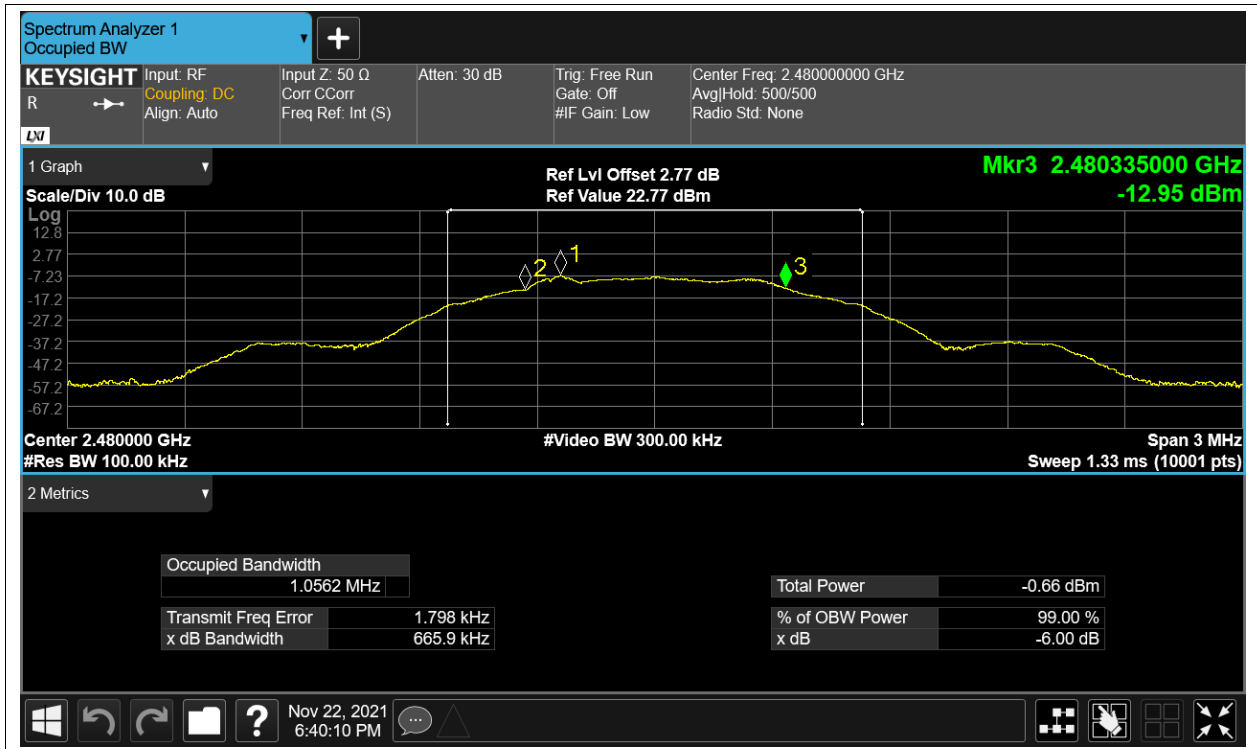 Spectrum Analyzer 1
Occupied BW
+
KEYSIGHT
R
LXI
Input: RF
Coupling: DC
Align: Auto
Input Z: 50 Ω
Corr CCorr
Freq Ref: Int (S)
Atten: 30 dB
Trig: Free Run
Gate: Off
#IF Gain: Low
Center Freq: 2.480000000 GHz
Avg|Hold: 500/500
Radio Std: None
1 Graph
Scale/Div 10.0 dB
Ref Lvl Offset 2.77 dB
Ref Value 22.77 dBm
Mkr3 2.480335000 GHz
-12.95 dBm
Log
12.8
2.77
-7.23
-17.2
-27.2
-37.2
-47.2
-57.2
-67.2
2
1
3
Center 2.480000 GHz
#Video BW 300.00 kHz
Span 3 MHz
#Res BW 100.00 kHz
Sweep 1.33 ms (10001 pts)
2 Metrics
Occupied Bandwidth
1.0562 MHz
Total Power -0.66 dBm
Transmit Freq Error 1.798 kHz
% of OBW Power 99.00 %
x dB Bandwidth 665.9 kHz
x dB -6.00 dB
?
Nov 22, 2021
6:40:10 PM